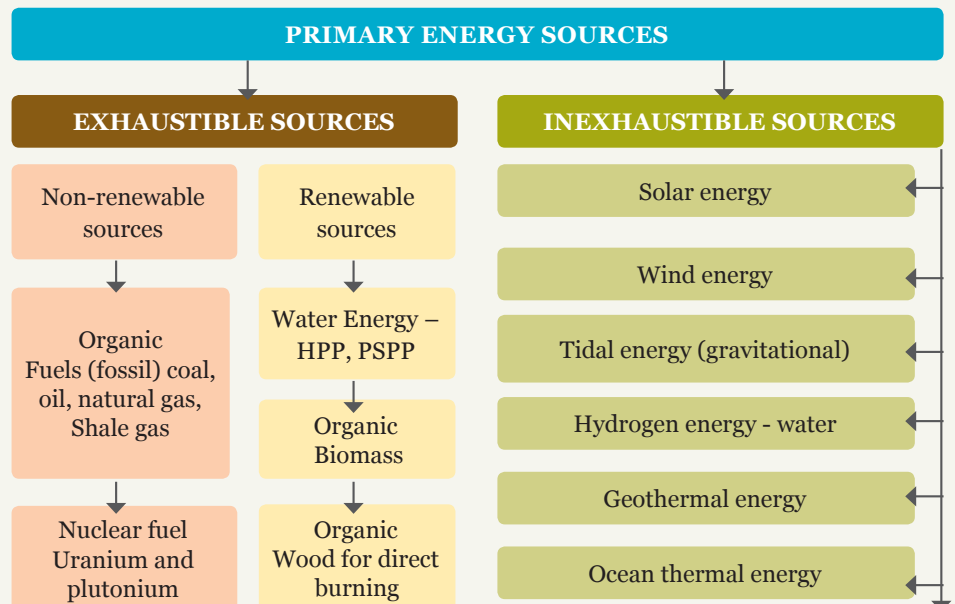 PRIMARY ENERGY SOURCES
EXHAUSTIBLE SOURCES
Non-renewable
sources
Organic
Fuels (fossil) coal,
oil, natural gas,
Shale gas
Nuclear fuel
Uranium and
plutonium
Renewable
sources
Water Energy –
HPP, PSPP
Organic
Biomass
Organic
Wood for direct
burning
INEXHAUSTIBLE SOURCES
Solar energy
Wind energy
Tidal energy (gravitational)
Hydrogen energy - water
Geothermal energy
Ocean thermal energy